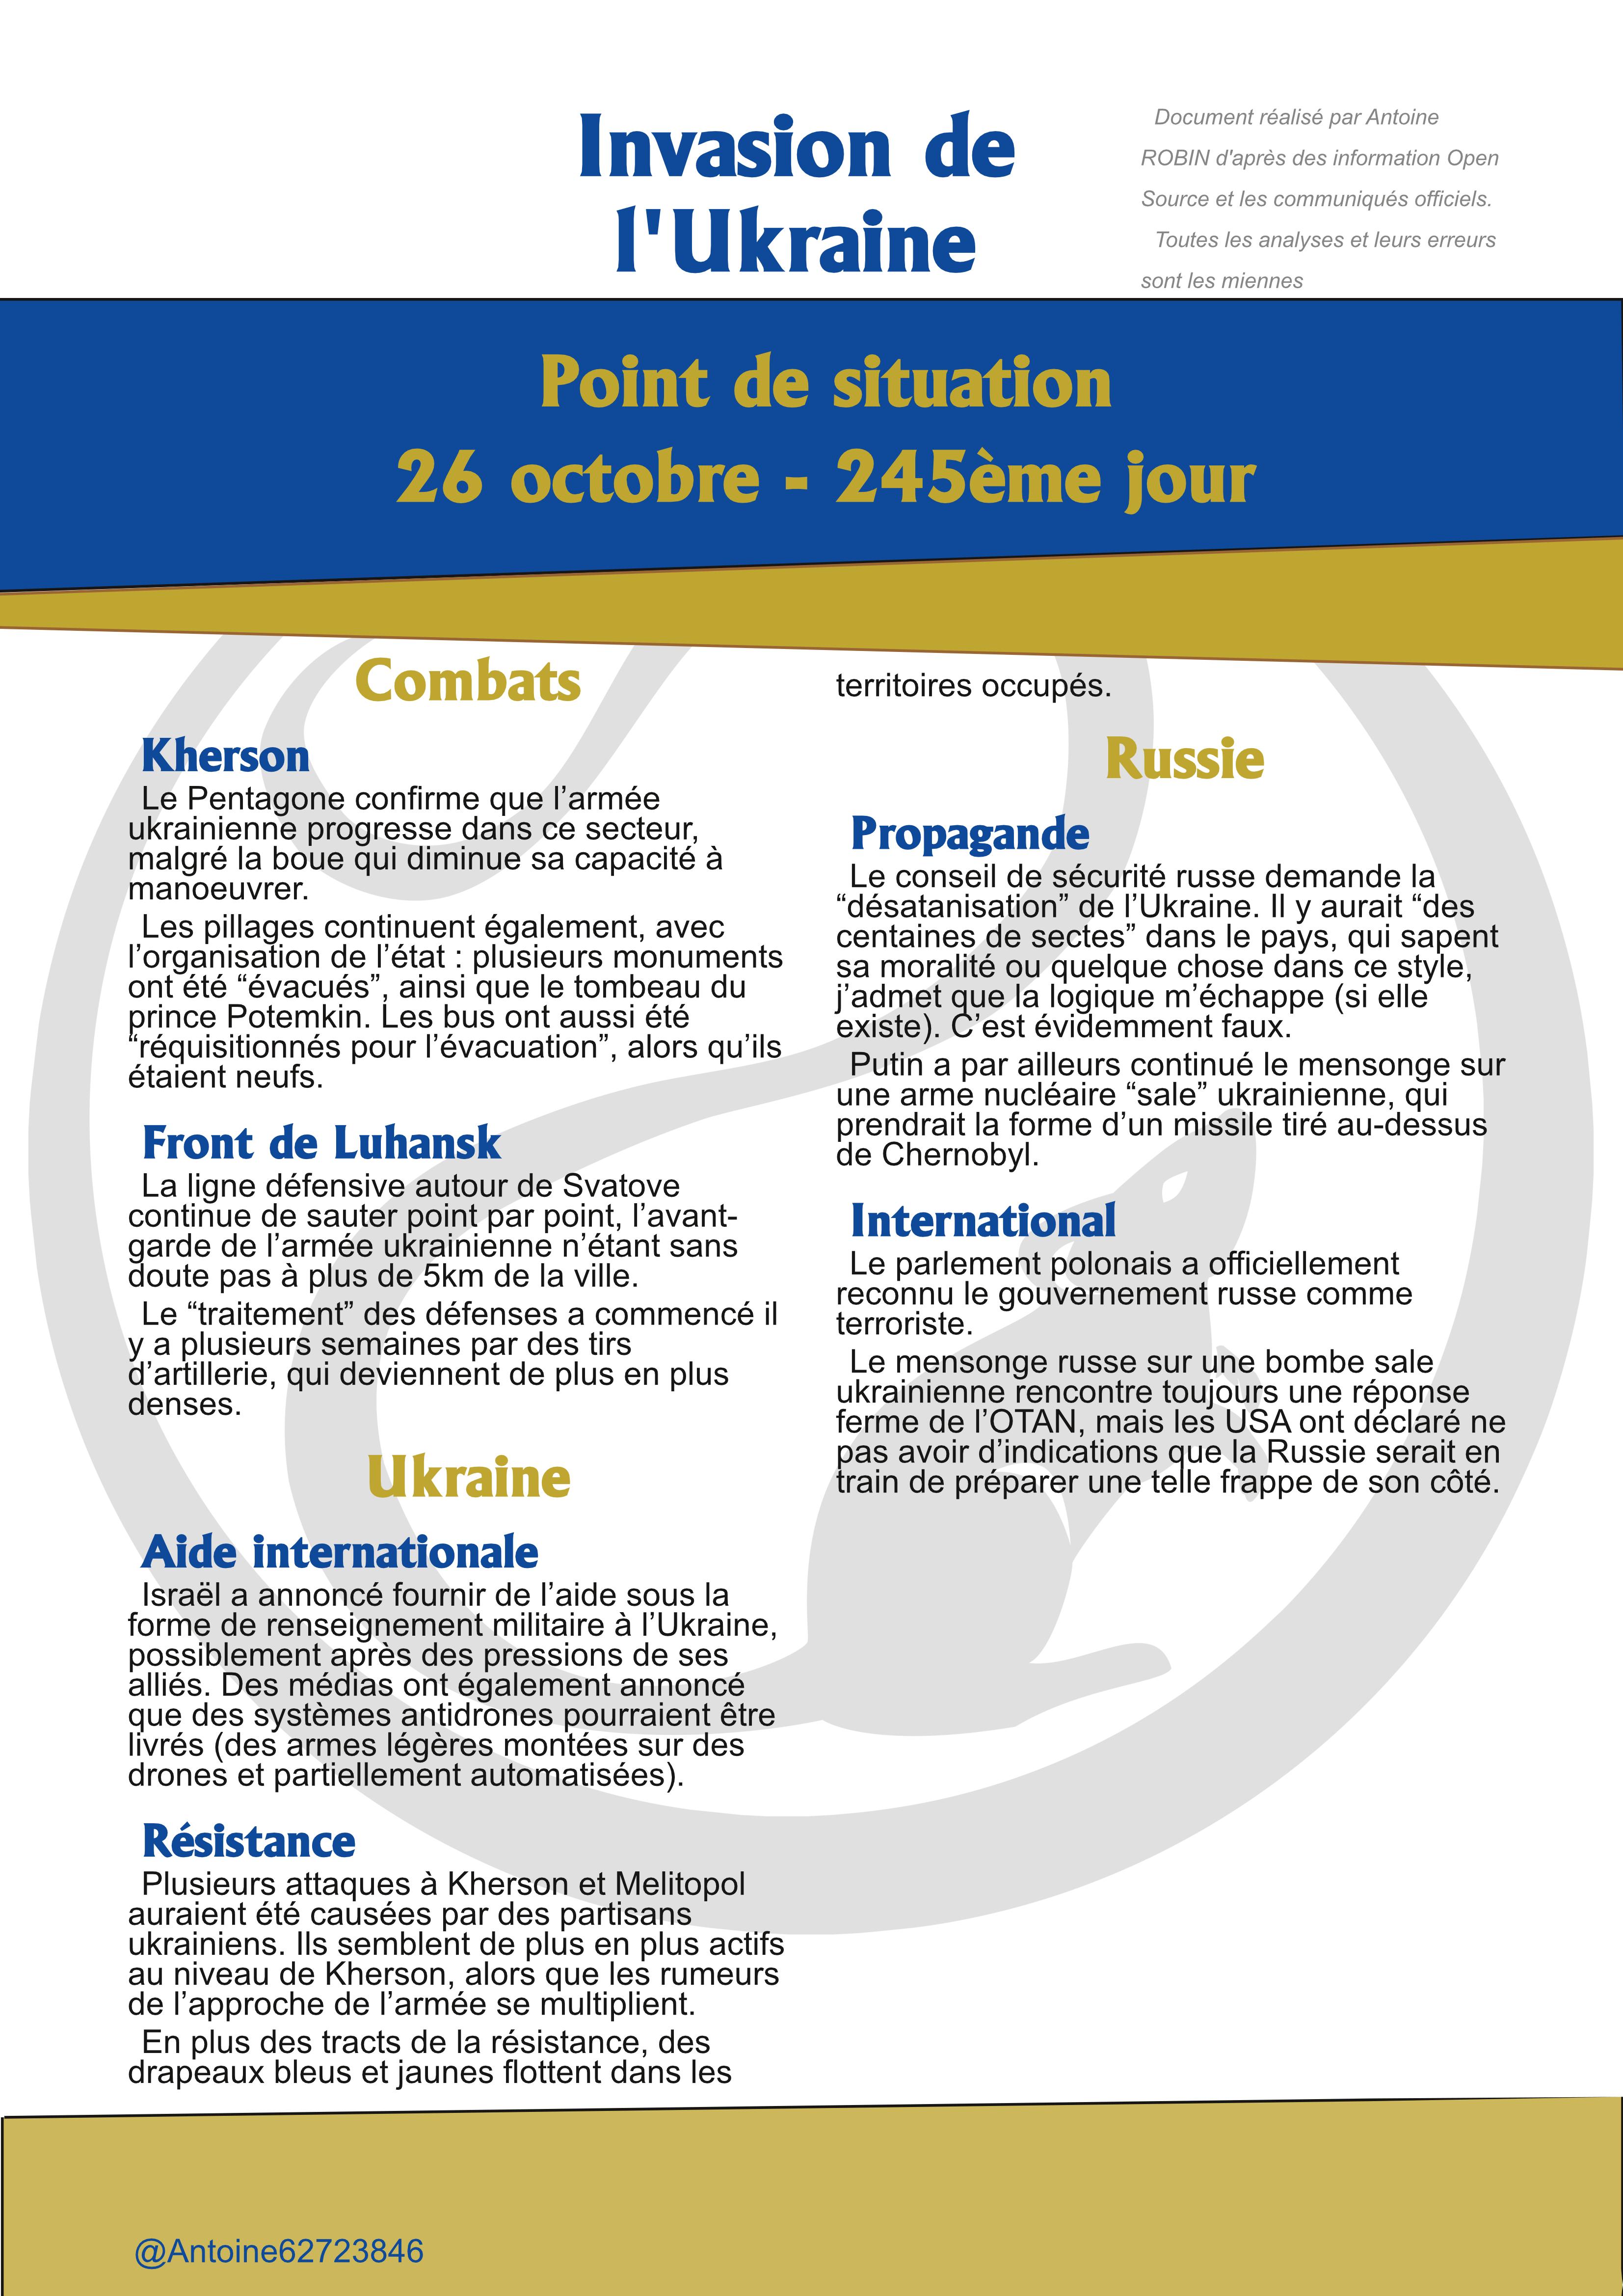 Invasion de
l'Ukraine
Document réalisé par Antoine
ROBIN d'après des information Open
Source et les communiqués officiels.
Toutes les analyses et leurs erreurs
sont les miennes
Point de situation
26 octobre - 245ème jour
Combats
Kherson
Le Pentagone confirme que l’armée
ukrainienne progresse dans ce secteur,
malgré la boue qui diminue sa capacité à
manoeuvrer.
Les pillages continuent également, avec
l’organisation de l’état : plusieurs monuments
ont été “évacués”, ainsi que le tombeau du
prince Potemkin. Les bus ont aussi été
“réquisitionnés pour l’évacuation”, alors qu’ils
étaient neufs.
Front de Luhansk
La ligne défensive autour de Svatove
continue de sauter point par point, l’avant-
garde de l’armée ukrainienne n’étant sans
doute pas à plus de 5km de la ville.
Le “traitement” des défenses a commencé il
y a plusieurs semaines par des tirs
d’artillerie, qui deviennent de plus en plus
denses.
Ukraine
Aide internationale
Israël a annoncé fournir de l’aide sous la
forme de renseignement militaire à l’Ukraine,
possiblement après des pressions de ses
alliés. Des médias ont également annoncé
que des systèmes antidrones pourraient être
livrés (des armes légères montées sur des
drones et partiellement automatisées).
Résistance
Plusieurs attaques à Kherson et Melitopol
auraient été causées par des partisans
ukrainiens. Ils semblent de plus en plus actifs
au niveau de Kherson, alors que les rumeurs
de l’approche de l’armée se multiplient.
En plus des tracts de la résistance, des
drapeaux bleus et jaunes flottent dans les
territoires occupés.
Russie
Propagande
Le conseil de sécurité russe demande la
“désatanisation” de l’Ukraine. Il y aurait “des
centaines de sectes” dans le pays, qui sapent
sa moralité ou quelque chose dans ce style,
j’admet que la logique m’échappe (si elle
existe). C’est évidemment faux.
Putin a par ailleurs continué le mensonge sur
une arme nucléaire “sale” ukrainienne, qui
prendrait la forme d’un missile tiré au-dessus
de Chernobyl.
International
Le parlement polonais a officiellement
reconnu le gouvernement russe comme
terroriste.
Le mensonge russe sur une bombe sale
ukrainienne rencontre toujours une réponse
ferme de l’OTAN, mais les USA ont déclaré ne
pas avoir d’indications que la Russie serait en
train de préparer une telle frappe de son côté.
@Antoine62723846